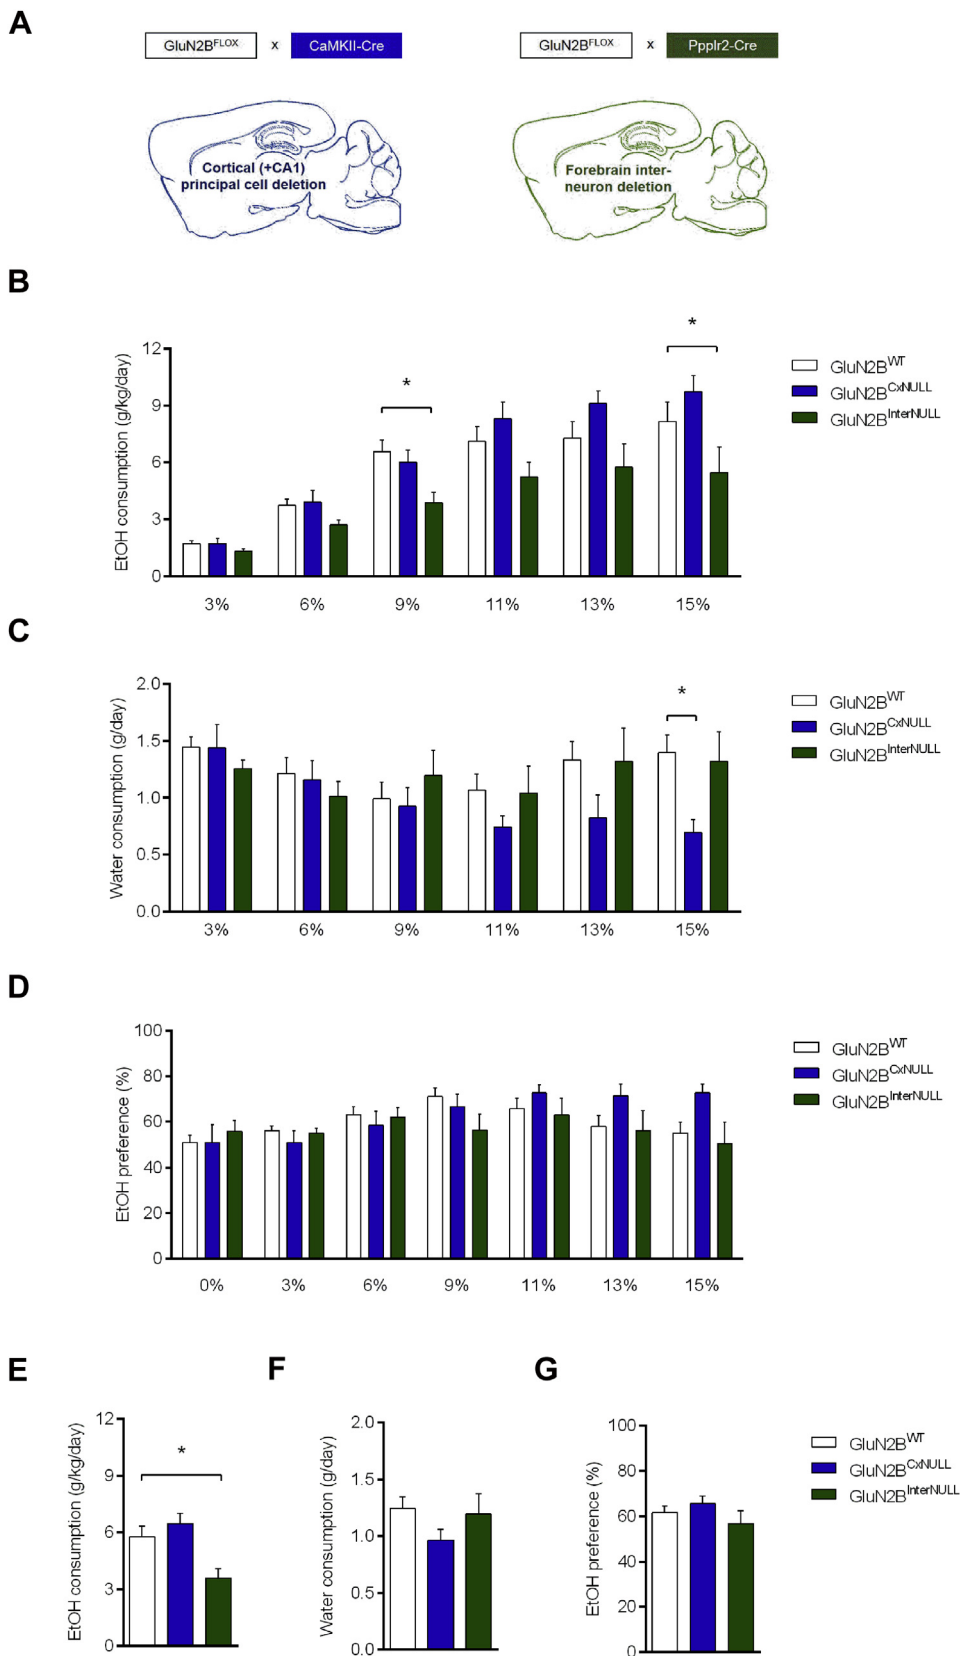 A
GluN2BFLOX x CaMKII-Cre
GluN2BFLOX x Ppplr2-Cre
Cortical (+CA1)
principal cell deletion
Forebrain inter-
neuron deletion
B
EtOH consumption (g/kg/day)
12
9
6
3
0
* *
3% 6% 9% 11% 13% 15%
GluN2BWT
GluN2BCxNULL
GluN2BInterNULL
C
Water consumption (g/day)
2.0
1.5
1.0
0.5
0.0
*
3% 6% 9% 11% 13% 15%
GluN2BWT
GluN2BCxNULL
GluN2BInterNULL
D
EtOH preference (%)
100
80
60
40
20
0
0% 3% 6% 9% 11% 13% 15%
GluN2BWT
GluN2BCxNULL
GluN2BInterNULL
E
EtOH consumption (g/kg/day)
12
9
6
3
0
*
F
Water consumption (g/day)
2.0
1.5
1.0
0.5
0.0
G
EtOH preference (%)
100
80
60
40
20
0
GluN2BWT
GluN2BCxNULL
GluN2BInterNULL